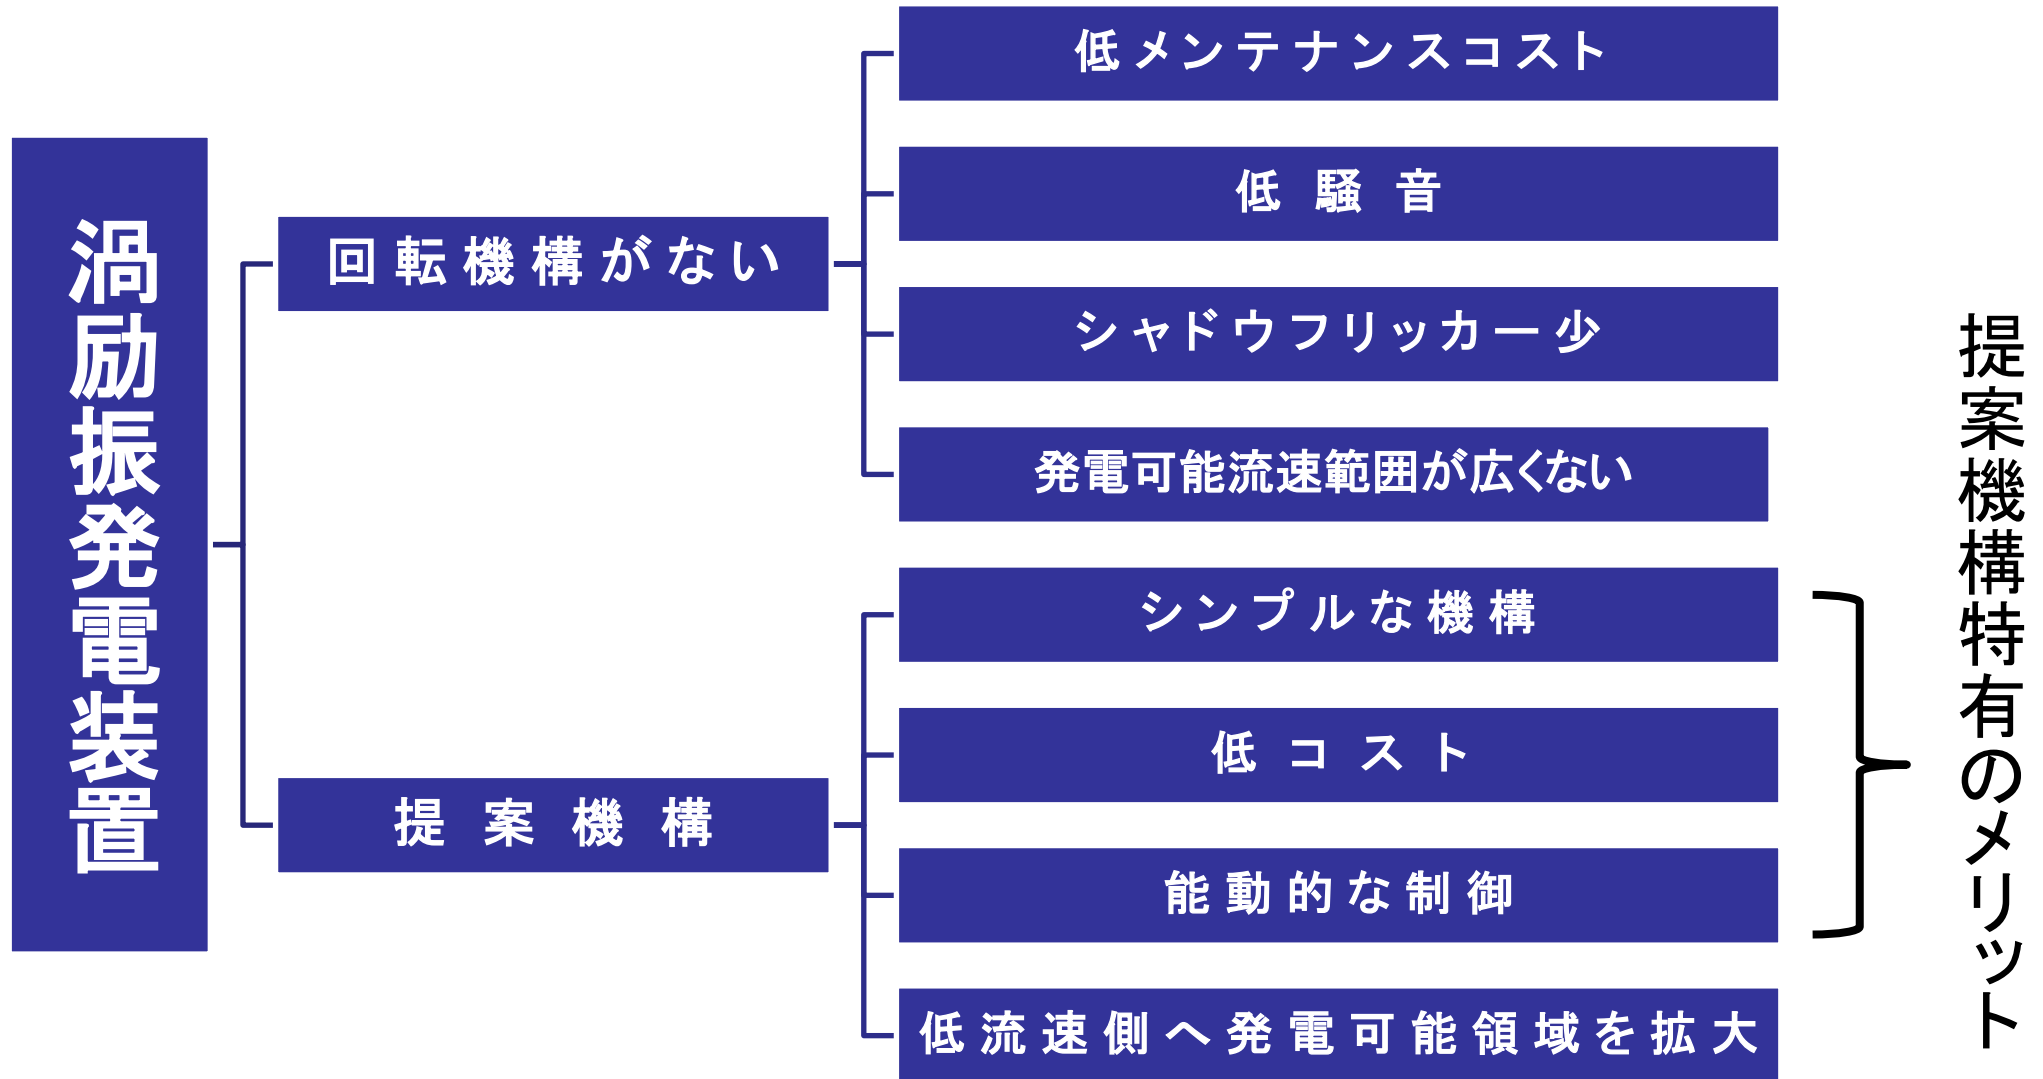 渦励振発電装置
回転機構がない
低メンテナンスコスト
低騒音
シャドウフリッカー少
発電可能流速範囲が広くない
提案機構
シンプルな機構
低コスト
能動的な制御
低流速側へ発電可能領域を拡大
提案機構特有のメリット